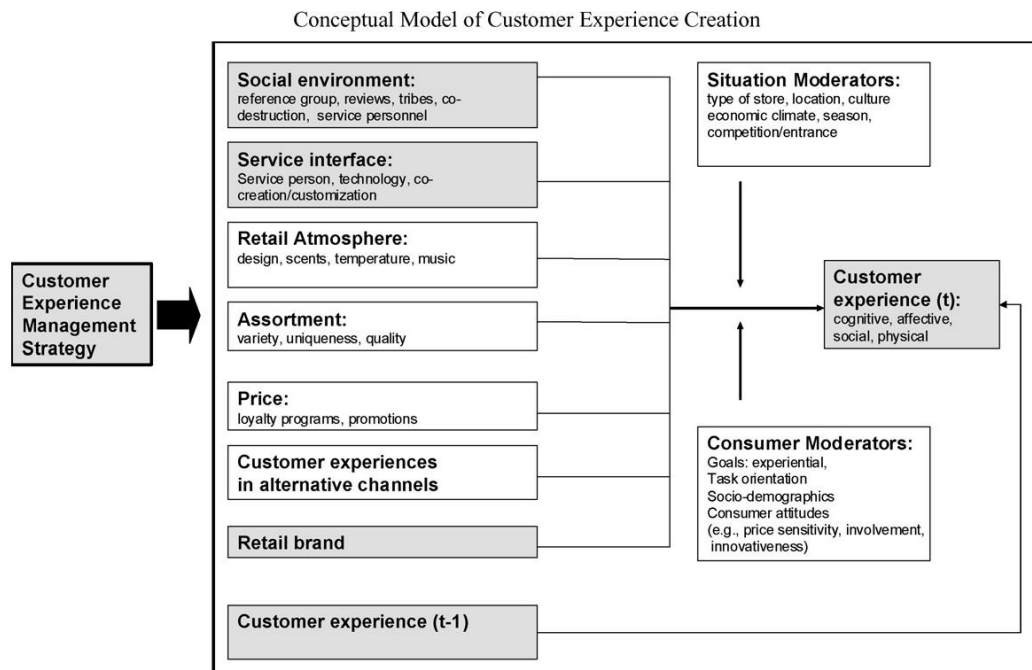 Conceptual Model of Customer Experience Creation
Customer
Experience
Management
Strategy
Social environment:
reference group, reviews, tribes, co-
destruction, service personnel
Service interface:
Service person, technology, co-
creation/customization
Retail Atmosphere:
design, scents, temperature, music
Assortment:
variety, uniqueness, quality
Price:
loyalty programs, promotions
Customer experiences
in alternative channels
Retail brand
Customer experience (t-1)
Situation Moderators:
type of store, location, culture
economic climate, season,
competition/entrance
Customer
experience (t):
cognitive, affective,
social, physical
Consumer Moderators:
Goals: experiential,
Task orientation
Socio-demographics
Consumer attitudes
(e.g., price sensitivity, involvement,
innovativeness)